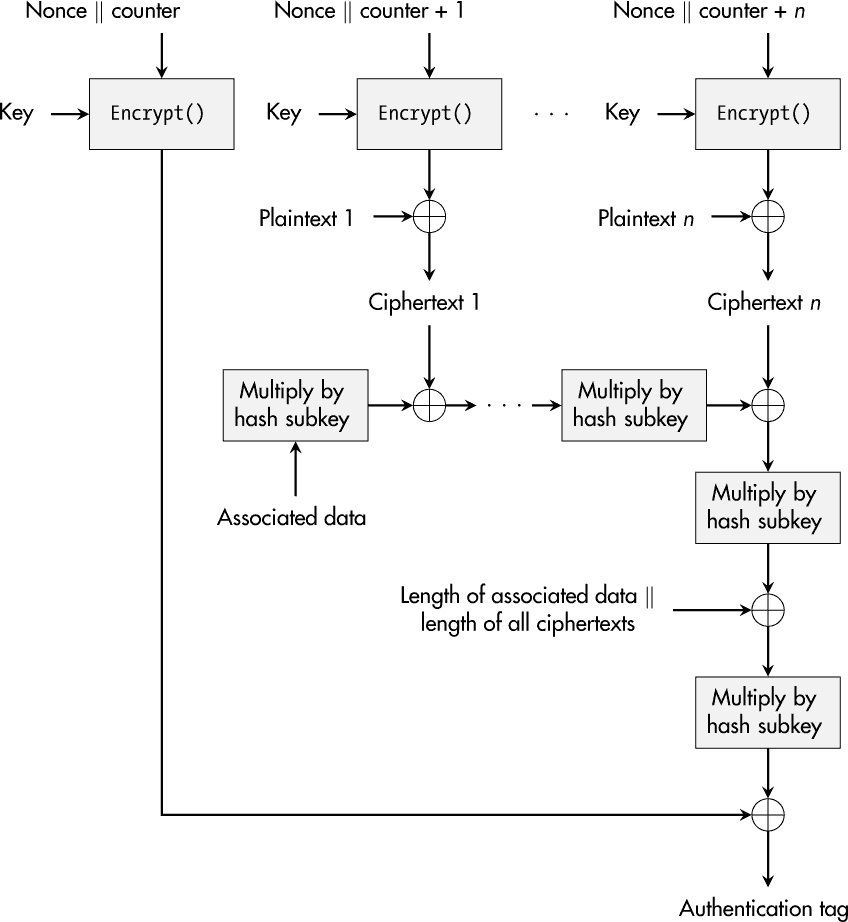 Nonce || counter
Nonce || counter + 1
Nonce || counter + n
Key
Encrypt()
Key
Encrypt()
. . .
Key
Encrypt()
Plaintext 1
Plaintext n
Ciphertext 1
Ciphertext n
Multiply by
hash subkey
. . .
Multiply by
hash subkey
Associated data
Multiply by
hash subkey
Length of associated data ||
length of all ciphertexts
Multiply by
hash subkey
Authentication tag